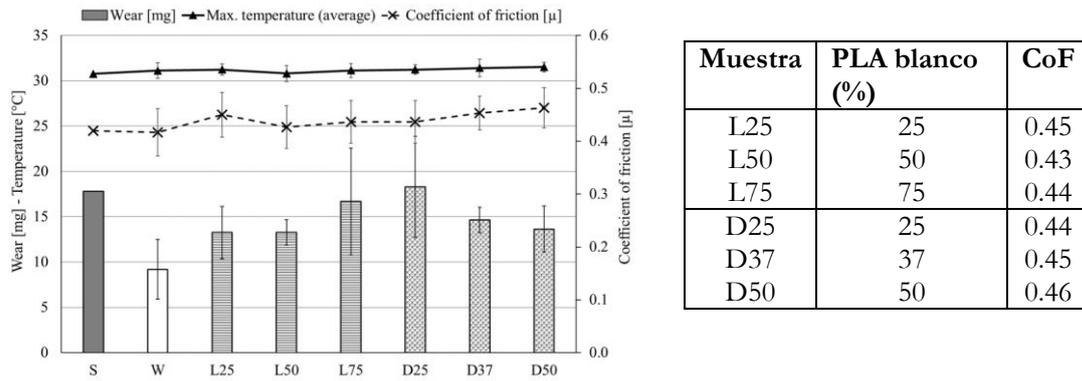 Wear [mg] Max. temperature (average) Coefficient of friction [µ]
35
30
25
20
15
10
5
0
Wear [mg] - Temperature [°C]
0.6
0.5
0.4
0.3
0.2
0.1
0.0
Coefficient of friction [µ]
S W L25 L50 L75 D25 D37 D50
Muestra PLA blanco CoF
(%)
L25 25 0.45
L50 50 0.43
L75 75 0.44
D25 25 0.44
D37 37 0.45
D50 50 0.46